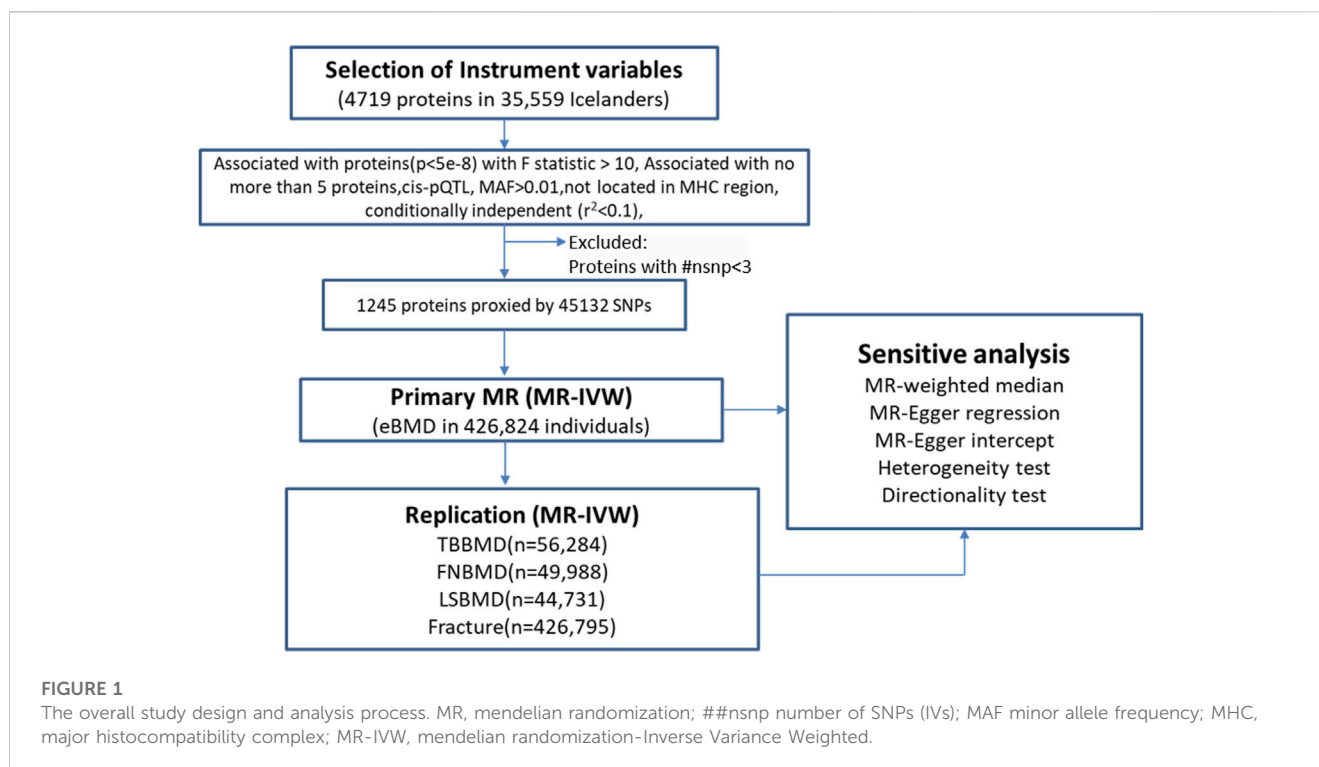 Selection of Instrument variables
(4719 proteins in 35,559 Icelanders)
Associated with proteins(p<5e-8) with F statistic > 10, Associated with no
more than 5 proteins,cis-pQTL, MAF>0.01,not located in MHC region,
conditionally independent (r²<0.1),
Excluded:
Proteins with #nsnp<3
1245 proteins proxied by 45132 SNPs
Primary MR (MR-IVW)
(eBMD in 426,824 individuals)
Sensitive analysis
MR-weighted median
MR-Egger regression
MR-Egger intercept
Heterogeneity test
Directionality test
Replication (MR-IVW)
TBBMD(n=56,284)
FNBMD(n=49,988)
LSBMD(n=44,731)
Fracture(n=426,795)
FIGURE 1
The overall study design and analysis process. MR, mendelian randomization; ##nsnp number of SNPs (IVs); MAF minor allele frequency; MHC,
major histocompatibility complex; MR-IVW, mendelian randomization-Inverse Variance Weighted.